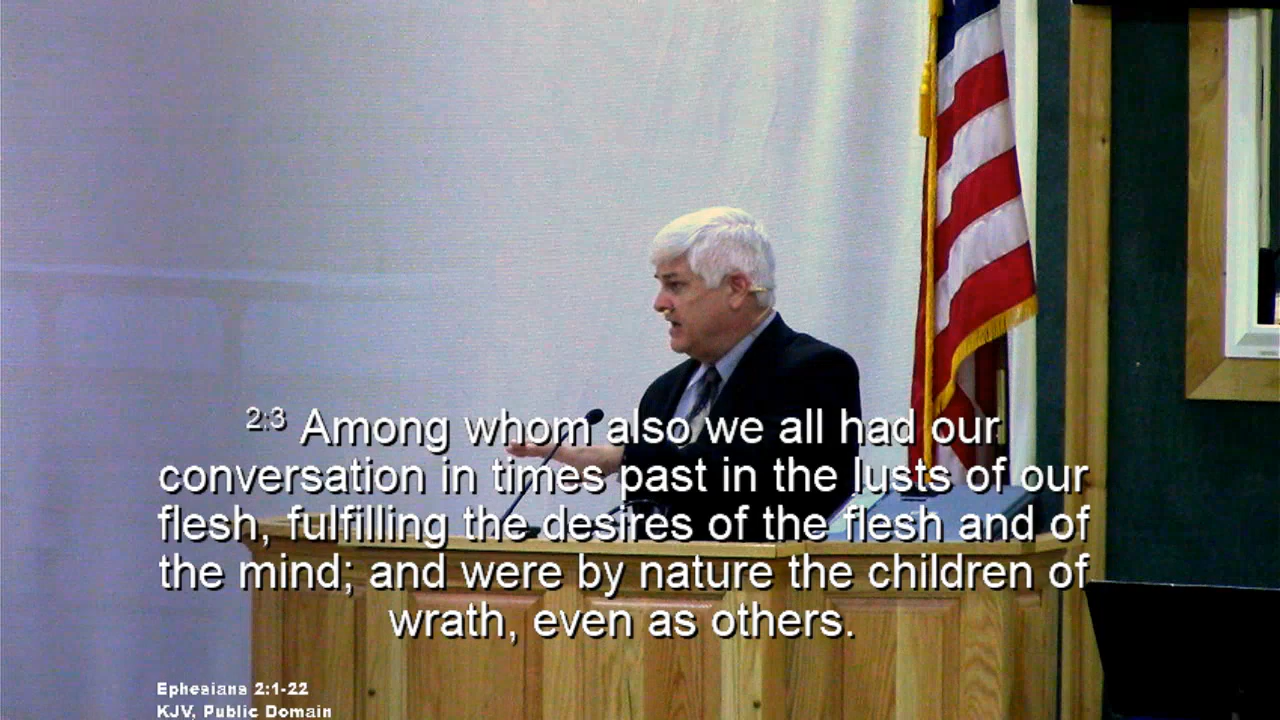 2:3 Among whom also we all had our
conversation in times past in the lusts of our
flesh, fulfilling the desires of the flesh and of
the mind; and were by nature the children of
wrath, even as others.
Ephesians 2:1-22
KJV, Public Domain